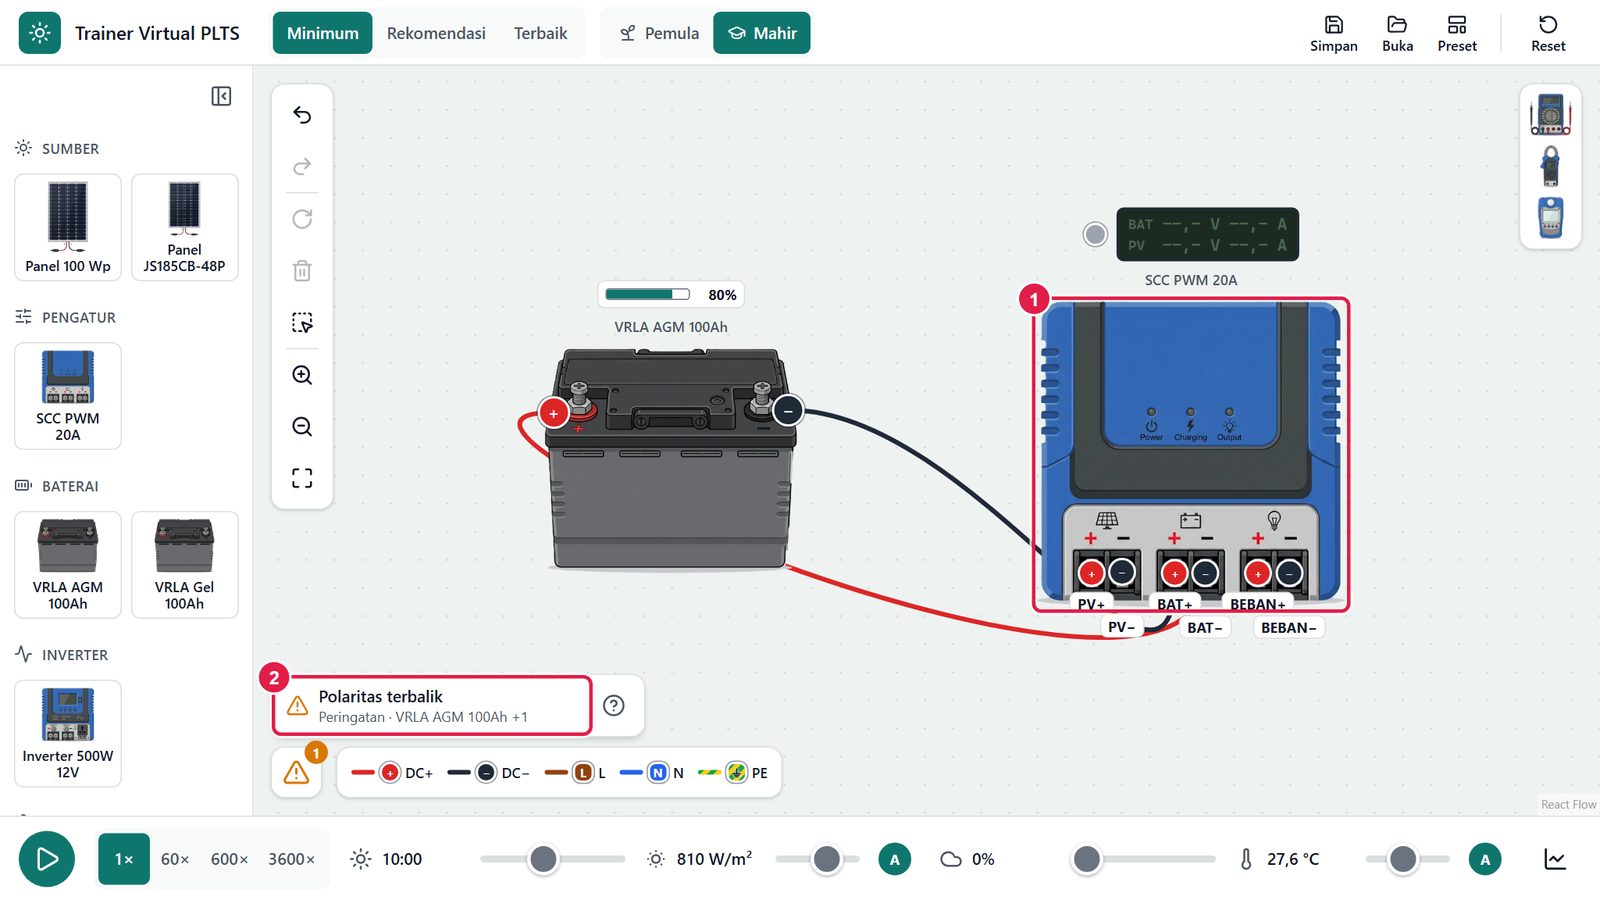 Trainer Virtual PLTS
Minimum
Rekomendasi
Terbaik
Pemula
Mahir
Simpan
Buka
Preset
Reset
SUMBER
Panel 100 Wp
Panel
JS185CB-48P
PENGATUR
SCC PWM
20A
BATERAI
VRLA AGM
100Ah
VRLA Gel
100Ah
INVERTER
Inverter 500W
12V
80%
VRLA AGM 100Ah
+
−
+
−
BAT --,- V --,- A
PV --,- V --,- A
SCC PWM 20A
1
Power
Charging
Output
+ −
+ −
+ −
+ −
+ −
+ −
PV+
BAT+
BEBAN+
PV−
BAT−
BEBAN−
2
Polaritas terbalik
Peringatan · VRLA AGM 100Ah +1
1
+ DC+
− DC−
L L
N N
PE
React Flow
1×
60×
600×
3600×
10:00
810 W/m²
A
0%
27,6 °C
A